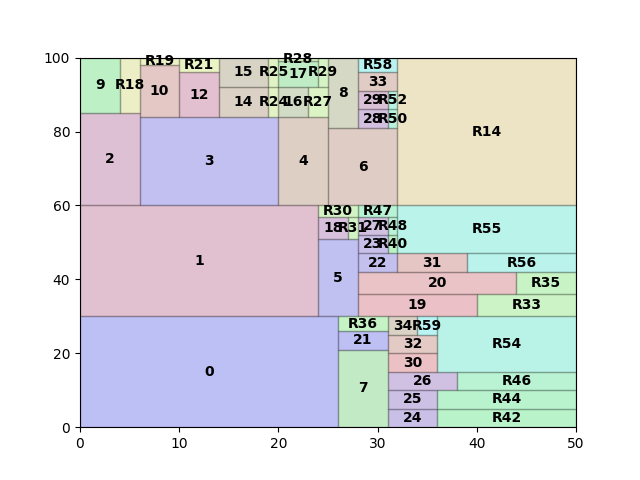 100
80
60
40
20
0
0 10 20 30 40 50
R19 R28 R58
R21
9 R18 15 R25 17 R29 33
10 12 8
14 R24 16 R27 29 R52
28 R50
R14
2 3 4 6
R30 R47
18 R31 27 R48 R55
23 R40
1 22 31 R56
5 20 R35
19 R33
R36 34 R59
21 32 R54
0 30
7 26 R46
25 R44
24 R42